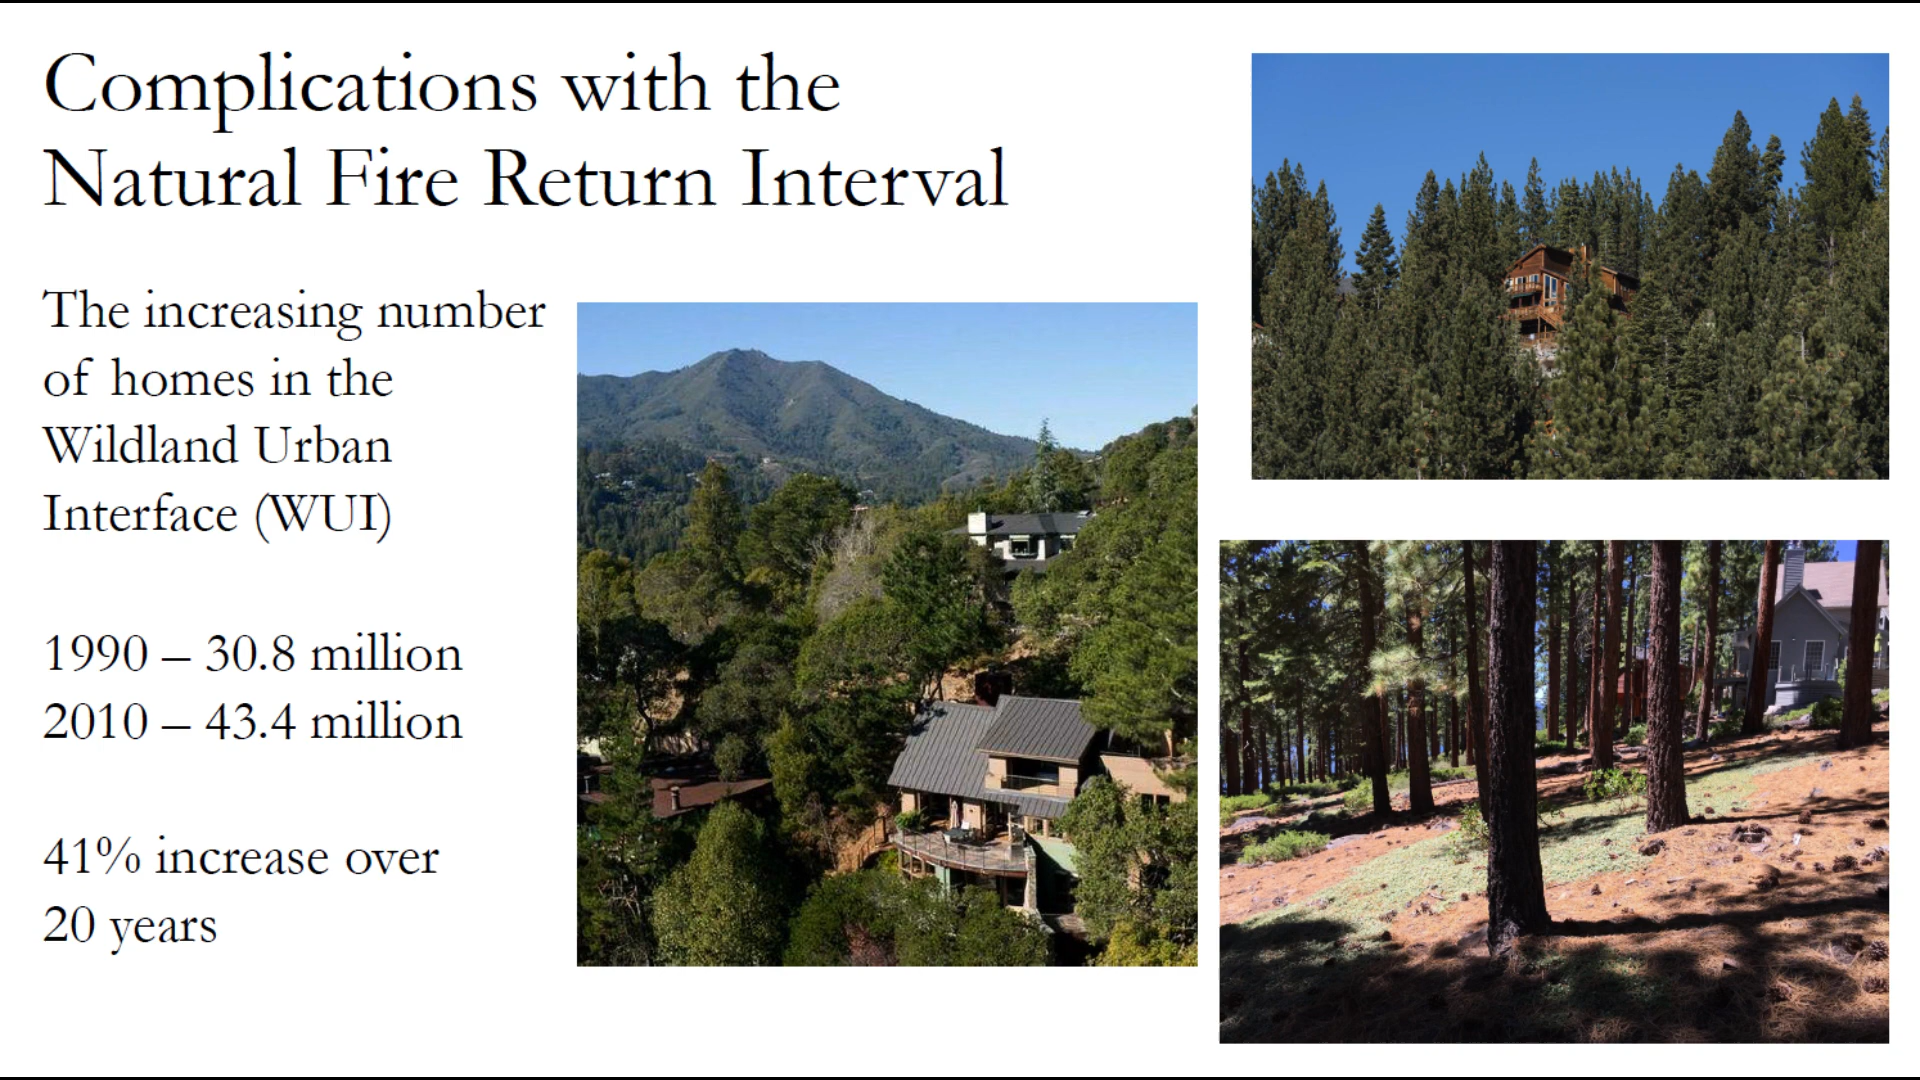 Complications with the
Natural Fire Return Interval
The increasing number
of homes in the
Wildland Urban
Interface (WUI)
1990 – 30.8 million
2010 – 43.4 million
41% increase over
20 years